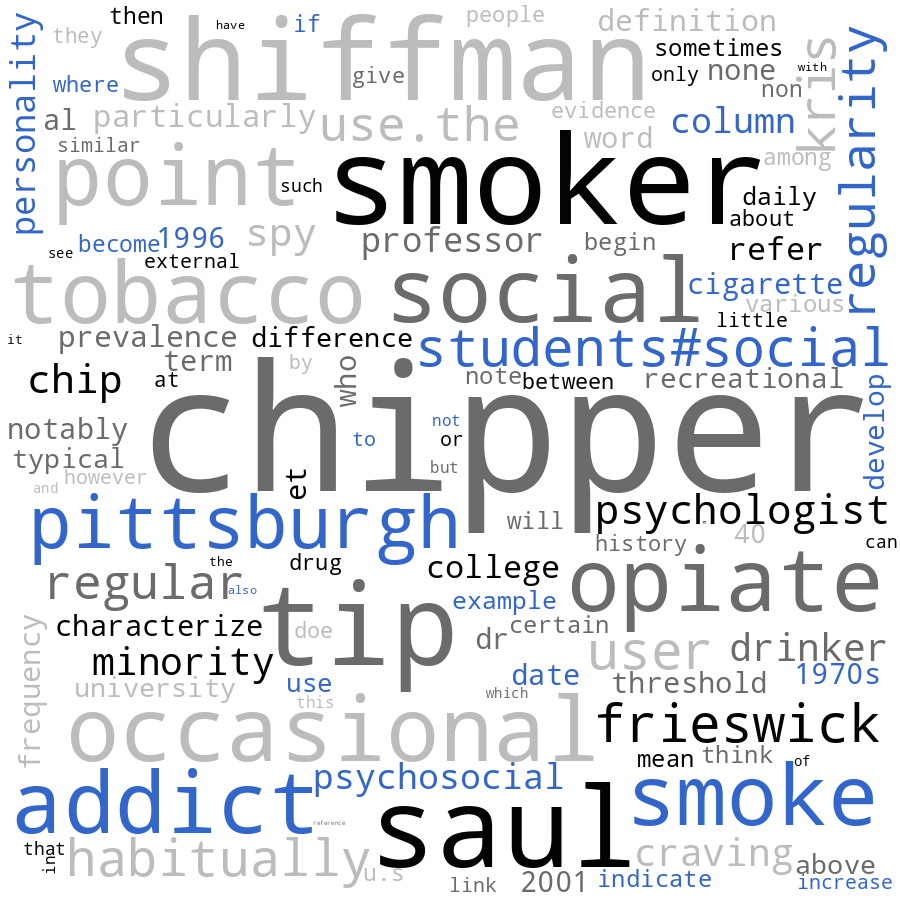 then have if people definition
they shiffman sometimes
personality where give only none with
al particularly use.the evidence non column kris regularity
similar word
point such smoker among
daily
about
see become 1996 spy professor begin refer
external
tobacco social cigarette
various
little
it prevalence difference students#social
term at by who note between recreational
chip
notably to not or develop
typical but
and however et chipper
pittsburgh will psychologist
history 40 can
regular the drug college opiate
also tip example
frequency characterize doe dr certain
minority user drinker
university use date threshold 1970s
this which
occasional frieswick
mean think of
addict psychosocial smoke
reference saul
that in habitually u.s craving above
link 2001 indicate increase